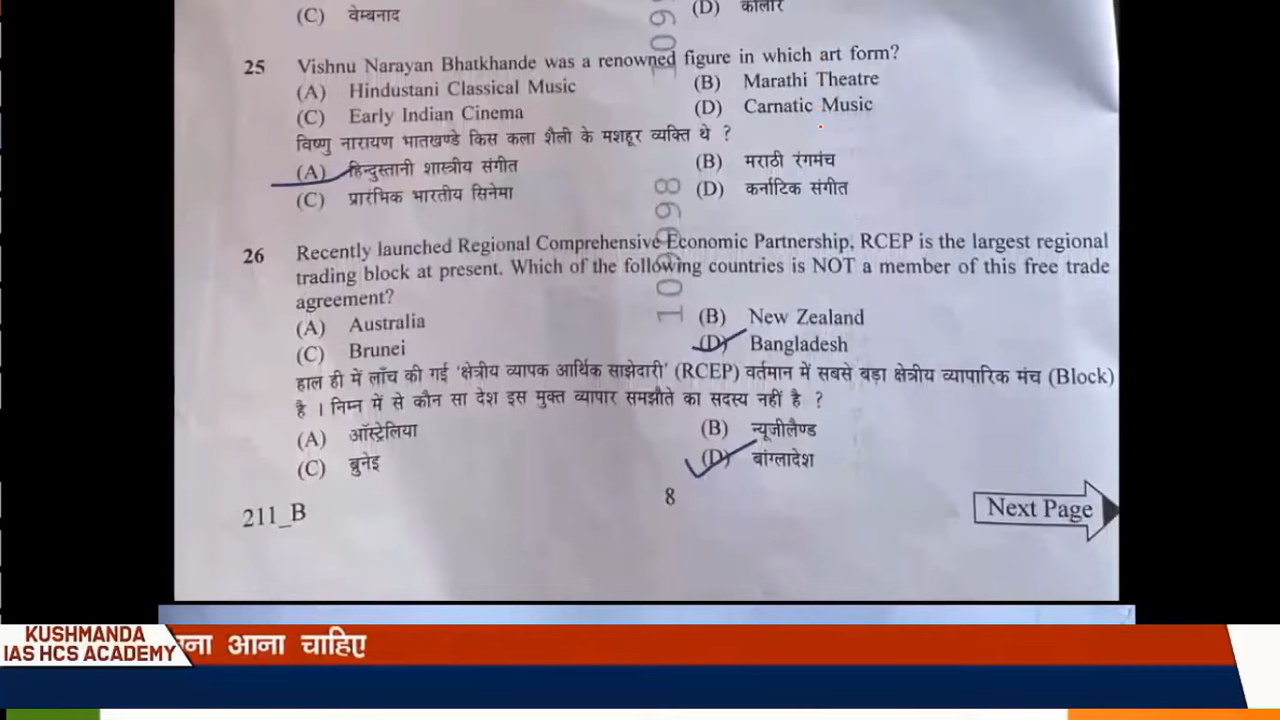 (C) वेम्बनाद (D) कोलार
25 Vishnu Narayan Bhatkhande was a renowned figure in which art form?
(A) Hindustani Classical Music (B) Marathi Theatre
(C) Early Indian Cinema (D) Carnatic Music
विष्णु नारायण भातखण्डे किस कला शैली के मशहूर व्यक्ति थे ?
(A) हिन्दुस्तानी शास्त्रीय संगीत (B) मराठी रंगमंच
(C) प्रारंभिक भारतीय सिनेमा (D) कर्नाटिक संगीत
26 Recently launched Regional Comprehensive Economic Partnership, RCEP is the largest regional
trading block at present. Which of the following countries is NOT a member of this free trade
agreement?
(A) Australia (B) New Zealand
(C) Brunei (D) Bangladesh
हाल ही में लाँच की गई 'क्षेत्रीय व्यापक आर्थिक साझेदारी' (RCEP) वर्तमान में सबसे बड़ा क्षेत्रीय व्यापारिक मंच (Block)
है । निम्न में से कौन सा देश इस मुक्त व्यापार समझौते का सदस्य नहीं है ?
(A) ऑस्ट्रेलिया (B) न्यूजीलैण्ड
(C) ब्रुनेइ (D) बांग्लादेश
211_B 8 Next Page
KUSHMANDA
IAS HCS ACADEMY
आना चाहिए